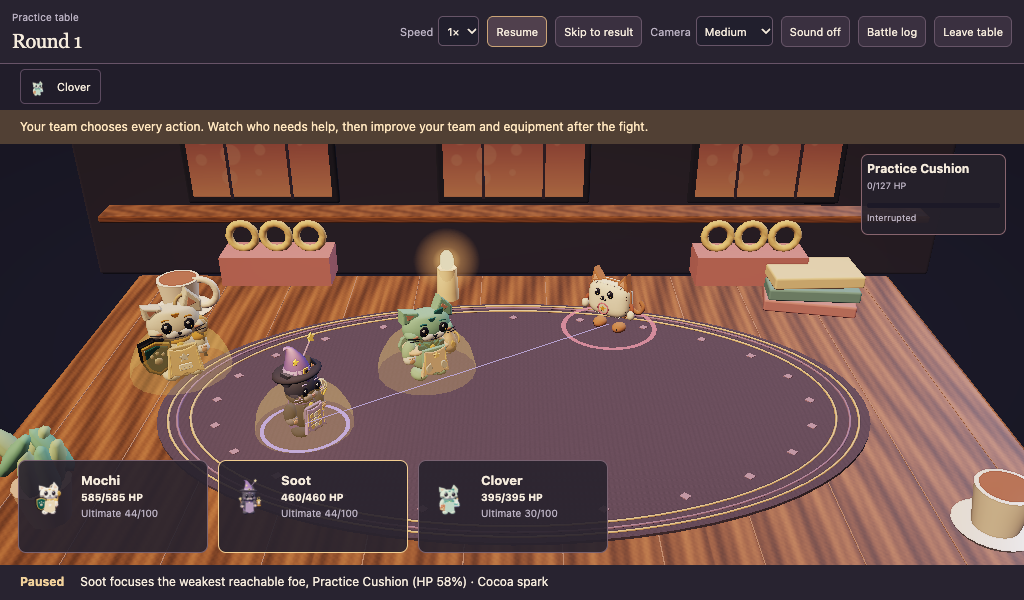 Practice table
Round 1
Speed
1×
Resume
Skip to result
Camera
Medium
Sound off
Battle log
Leave table
Clover
Your team chooses every action. Watch who needs help, then improve your team and equipment after the fight.
Practice Cushion
0/127 HP
Interrupted
Mochi
585/585 HP
Ultimate 44/100
Soot
460/460 HP
Ultimate 44/100
Clover
395/395 HP
Ultimate 30/100
Paused
Soot focuses the weakest reachable foe, Practice Cushion (HP 58%) · Cocoa spark